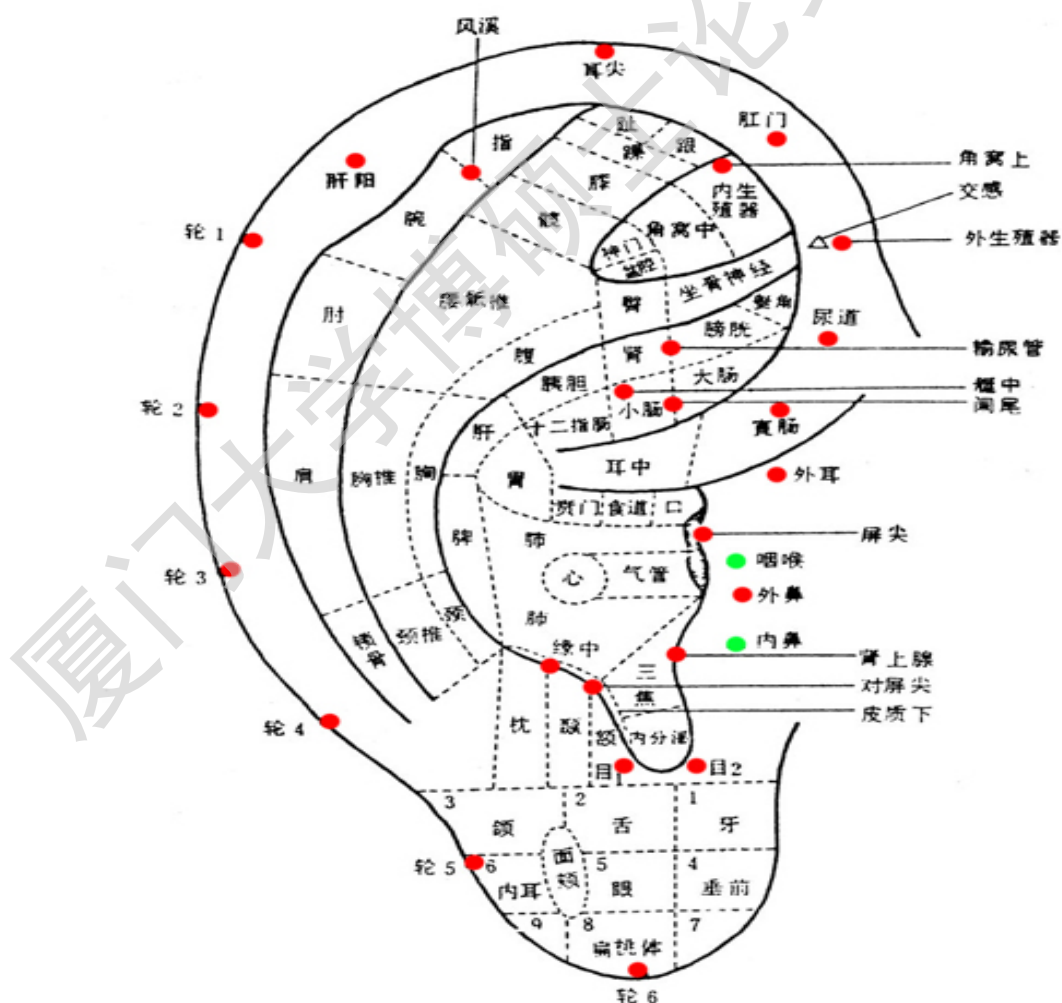 厦门大学博硕士论
风溪
耳尖
肛门
指
趾
跟
踝
肝阳
膝
内生
殖器
角窝上
交感
腕
髋
角窝中
外生殖器
轮1
神门
盆腔
坐骨神经
肘
腰骶椎
臀
艇角
尿道
腹
肾
膀胱
输尿管
胰胆
大肠
艇中
阑尾
轮2
肝
十二指肠
小肠
直肠
耳中
外耳
肩
胸椎
胸
胃
贲门
食道
口
屏尖
脾
肺
咽喉
轮3
心
气管
外鼻
锁骨
颈椎
颈
肺
内鼻
缘中
三
焦
肾上腺
对屏尖
皮质下
轮4
枕
颞
额
内分泌
目1
目2
3
2
1
颌
舌
牙
轮5
6
面
颊
5
4
内耳
眼
垂前
9
8
7
扁桃体
轮6